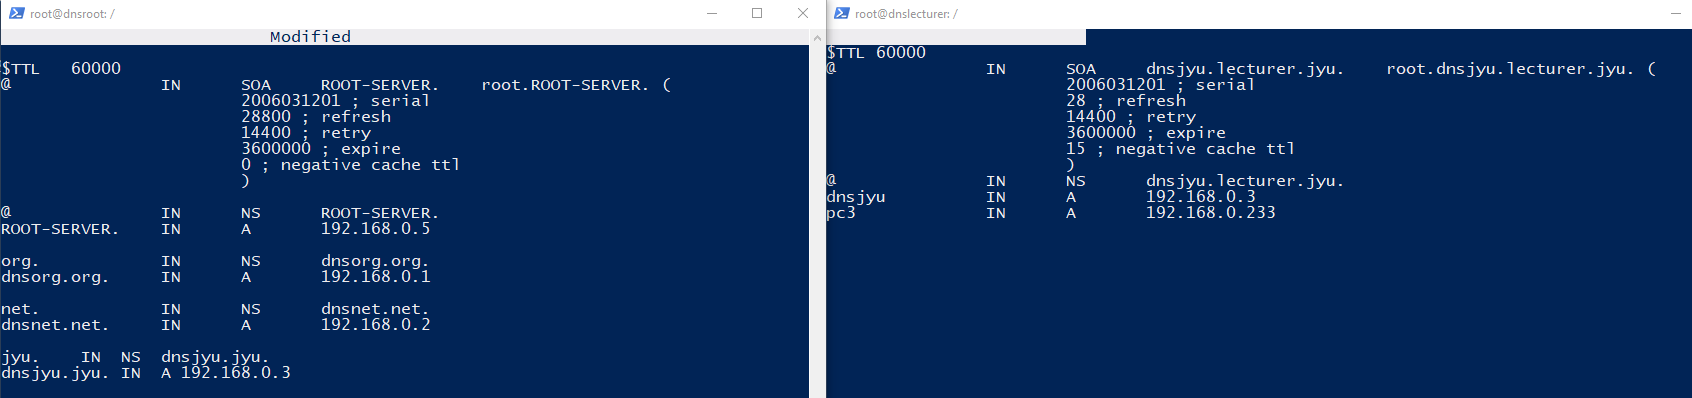 root@dnsroot: /
Modified
$TTL 60000
@ IN SOA ROOT-SERVER. root.ROOT-SERVER. (
2006031201 ; serial
28800 ; refresh
14400 ; retry
3600000 ; expire
0 ; negative cache ttl
)
@ IN NS ROOT-SERVER.
ROOT-SERVER. IN A 192.168.0.5
org. IN NS dnsorg.org.
dnsorg.org. IN A 192.168.0.1
net. IN NS dnsnet.net.
dnsnet.net. IN A 192.168.0.2
jyu. IN NS dnsjyu.jyu.
dnsjyu.jyu. IN A 192.168.0.3
root@dnslecturer: /
$TTL 60000
@ IN SOA dnsjyu.lecturer.jyu. root.dnsjyu.lecturer.jyu. (
2006031201 ; serial
28 ; refresh
14400 ; retry
3600000 ; expire
15 ; negative cache ttl
)
@ IN NS dnsjyu.lecturer.jyu.
dnsjyu IN A 192.168.0.3
pc3 IN A 192.168.0.233